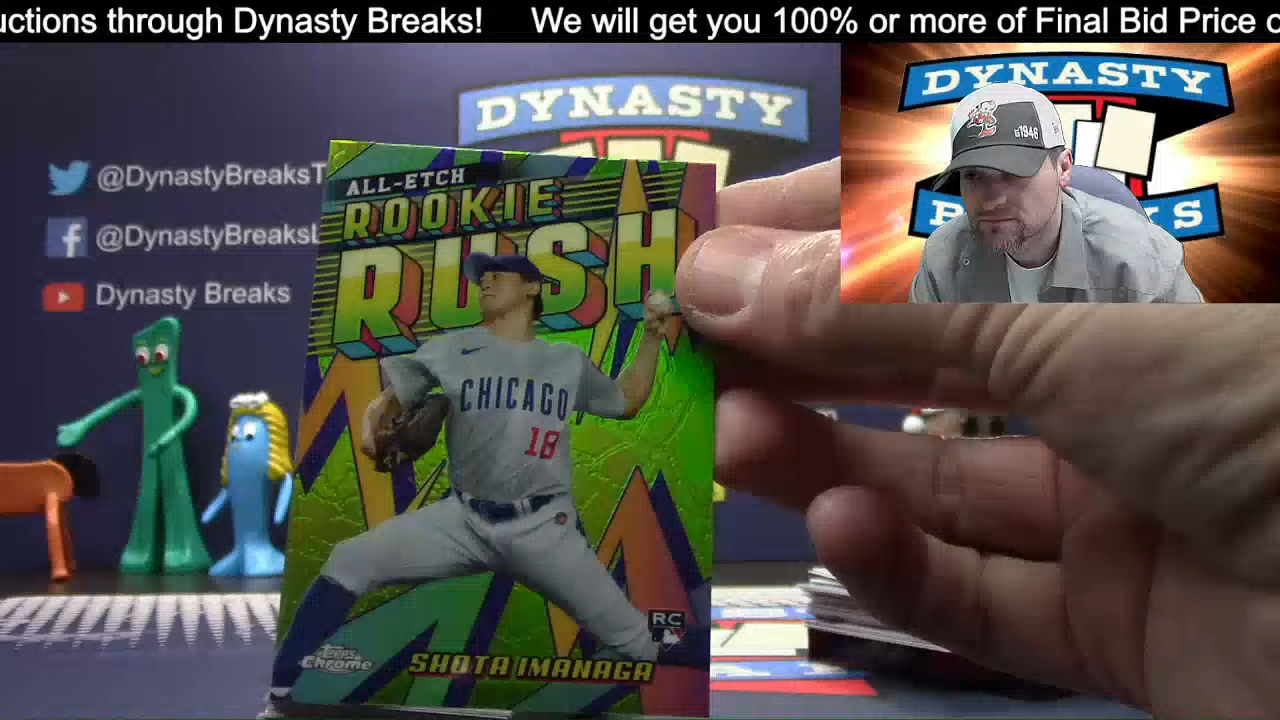 uctions through Dynasty Breaks! We will get you 100% or more of Final Bid Price o
DYNASTY
@DynastyBreaksT
@DynastyBreaksL
Dynasty Breaks
ALL-ETCH
ROOKIE
RUSH
CHICAGO
18
RC
Topps
Chrome
SHOTA IMANAGA
DYNASTY
1946